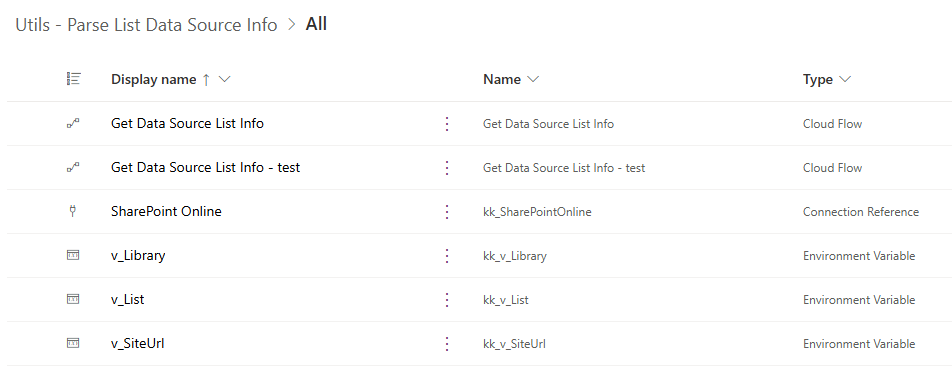 Utils - Parse List Data Source Info > All
Display name ↑ Name Type
Get Data Source List Info Get Data Source List Info Cloud Flow
Get Data Source List Info - test Get Data Source List Info - test Cloud Flow
SharePoint Online kk_SharePointOnline Connection Reference
v_Library kk_v_Library Environment Variable
v_List kk_v_List Environment Variable
v_SiteUrl kk_v_SiteUrl Environment Variable